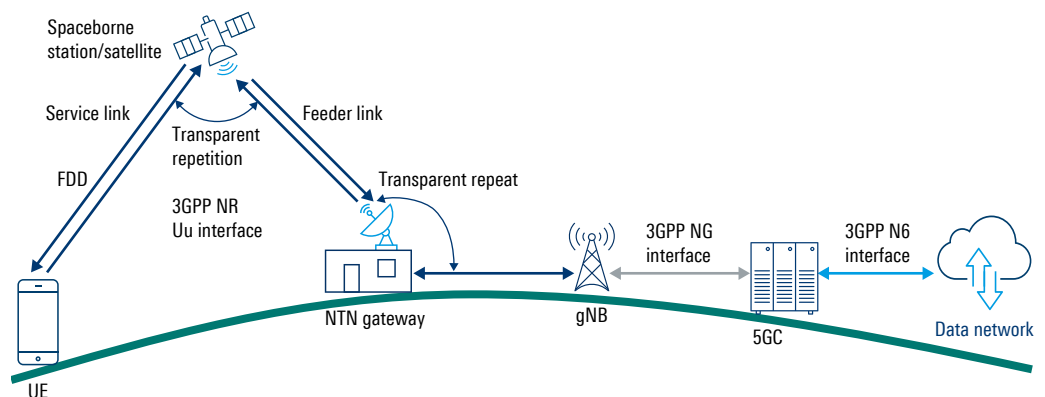 Spaceborne
station/satellite
Service link
Feeder link
Transparent
repetition
FDD
Transparent repeat
3GPP NR
Uu interface
3GPP NG
interface
3GPP N6
interface
NTN gateway
gNB
5GC
Data network
UE